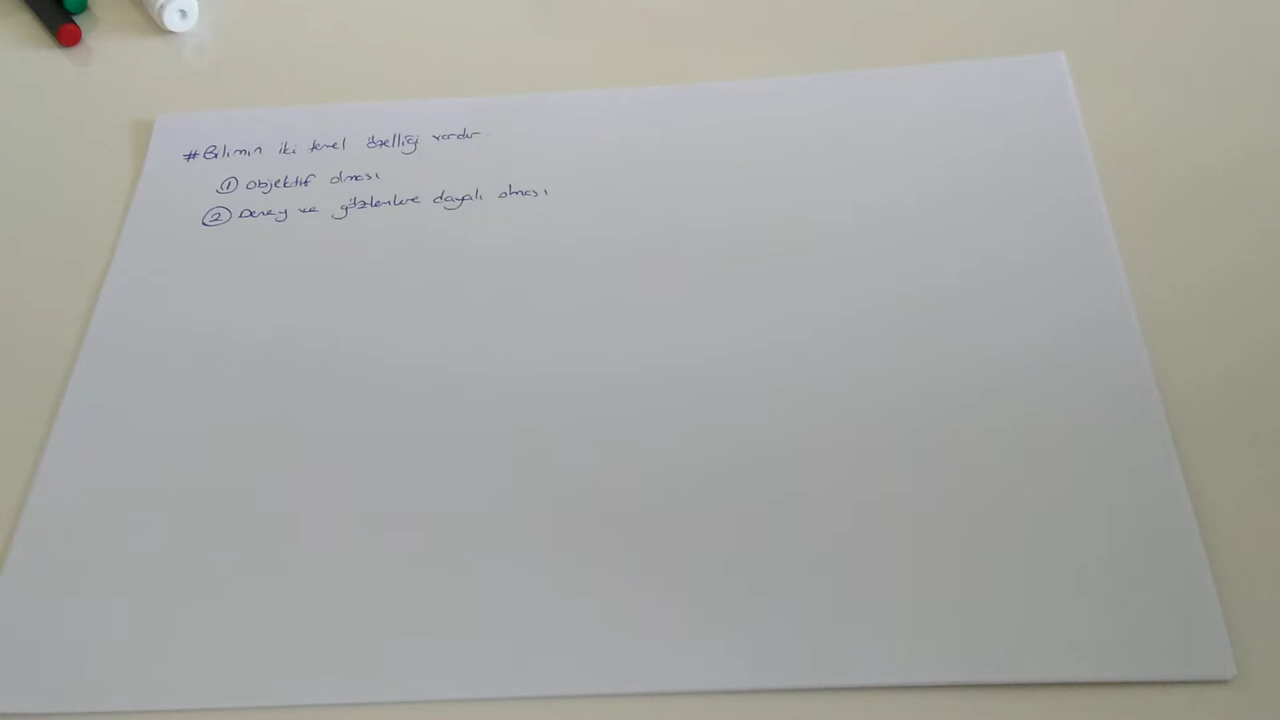 # Bilimin iki temel özelliği vardır.
① Objektif olması
② Deney ve gözlemlere dayalı olması